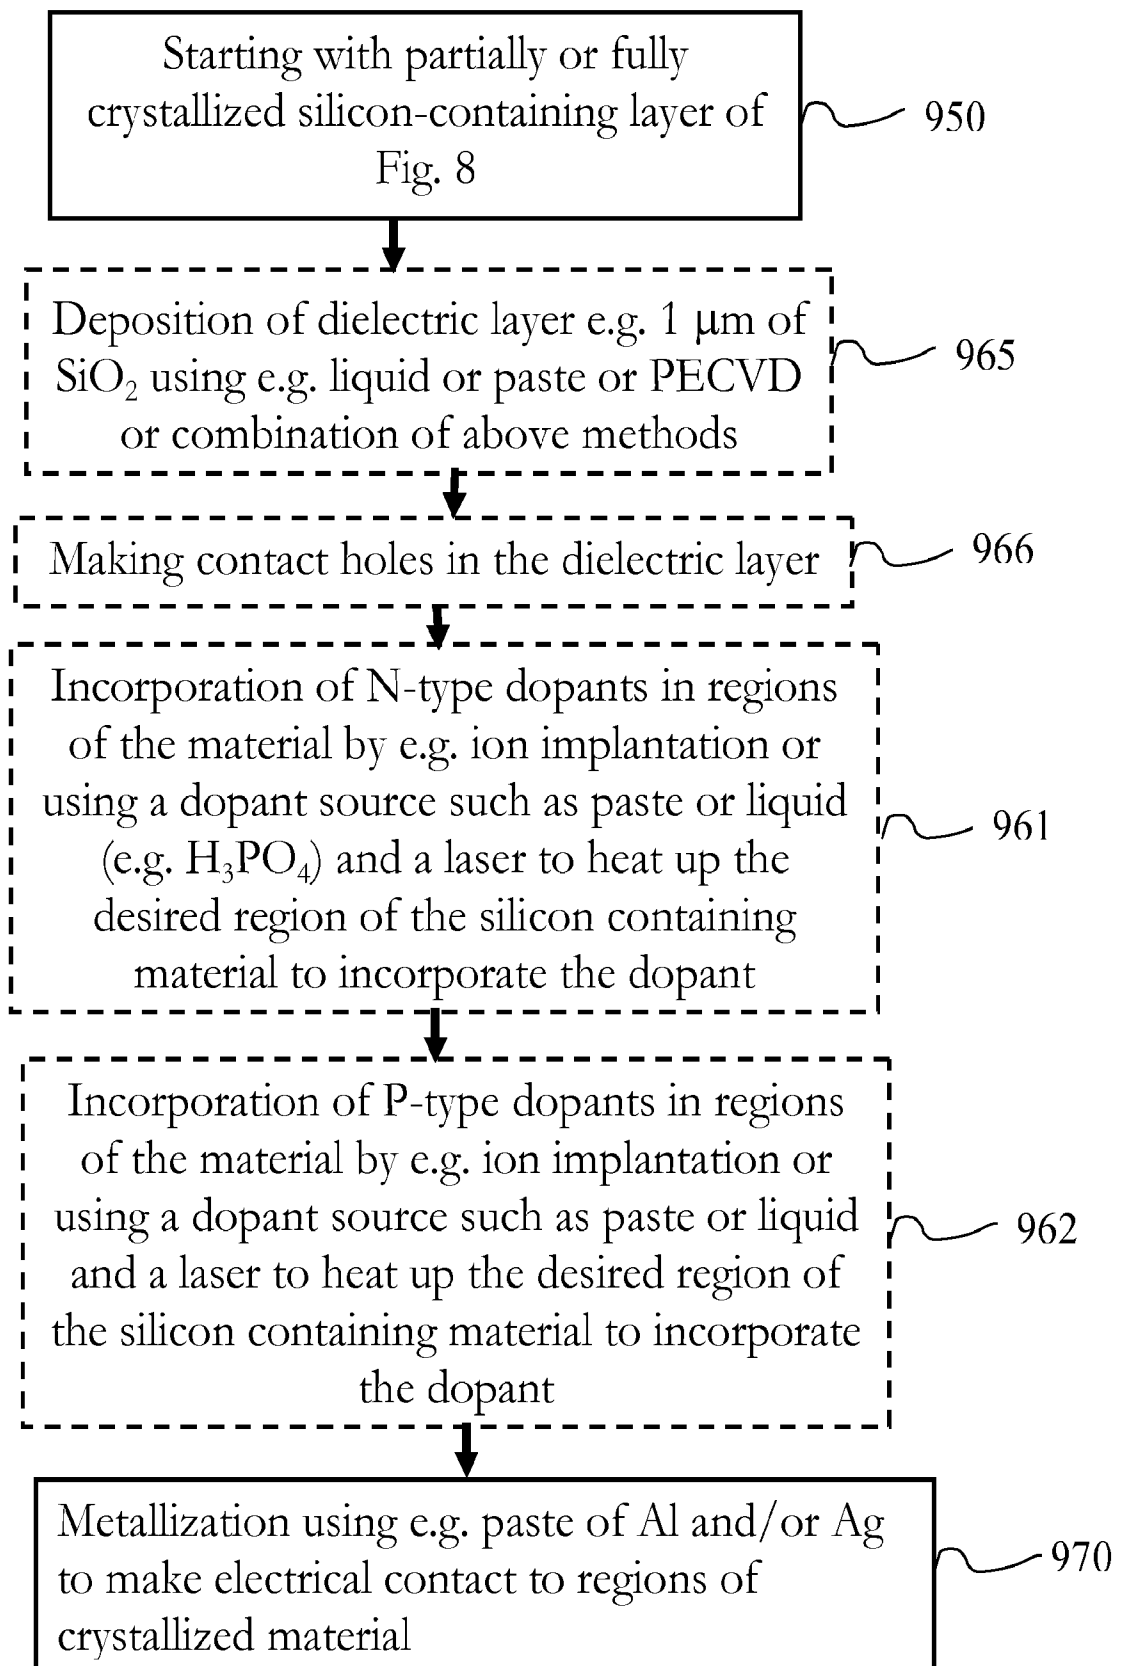 Starting with partially or fully
crystallized silicon-containing layer of
Fig. 8
950
Deposition of dielectric layer e.g. 1 μm of
SiO₂ using e.g. liquid or paste or PECVD
or combination of above methods
965
Making contact holes in the dielectric layer
966
Incorporation of N-type dopants in regions
of the material by e.g. ion implantation or
using a dopant source such as paste or liquid
(e.g. H₃PO₄) and a laser to heat up the
desired region of the silicon containing
material to incorporate the dopant
961
Incorporation of P-type dopants in regions
of the material by e.g. ion implantation or
using a dopant source such as paste or liquid
and a laser to heat up the desired region of
the silicon containing material to incorporate
the dopant
962
Metallization using e.g. paste of Al and/or Ag
to make electrical contact to regions of
crystallized material
970